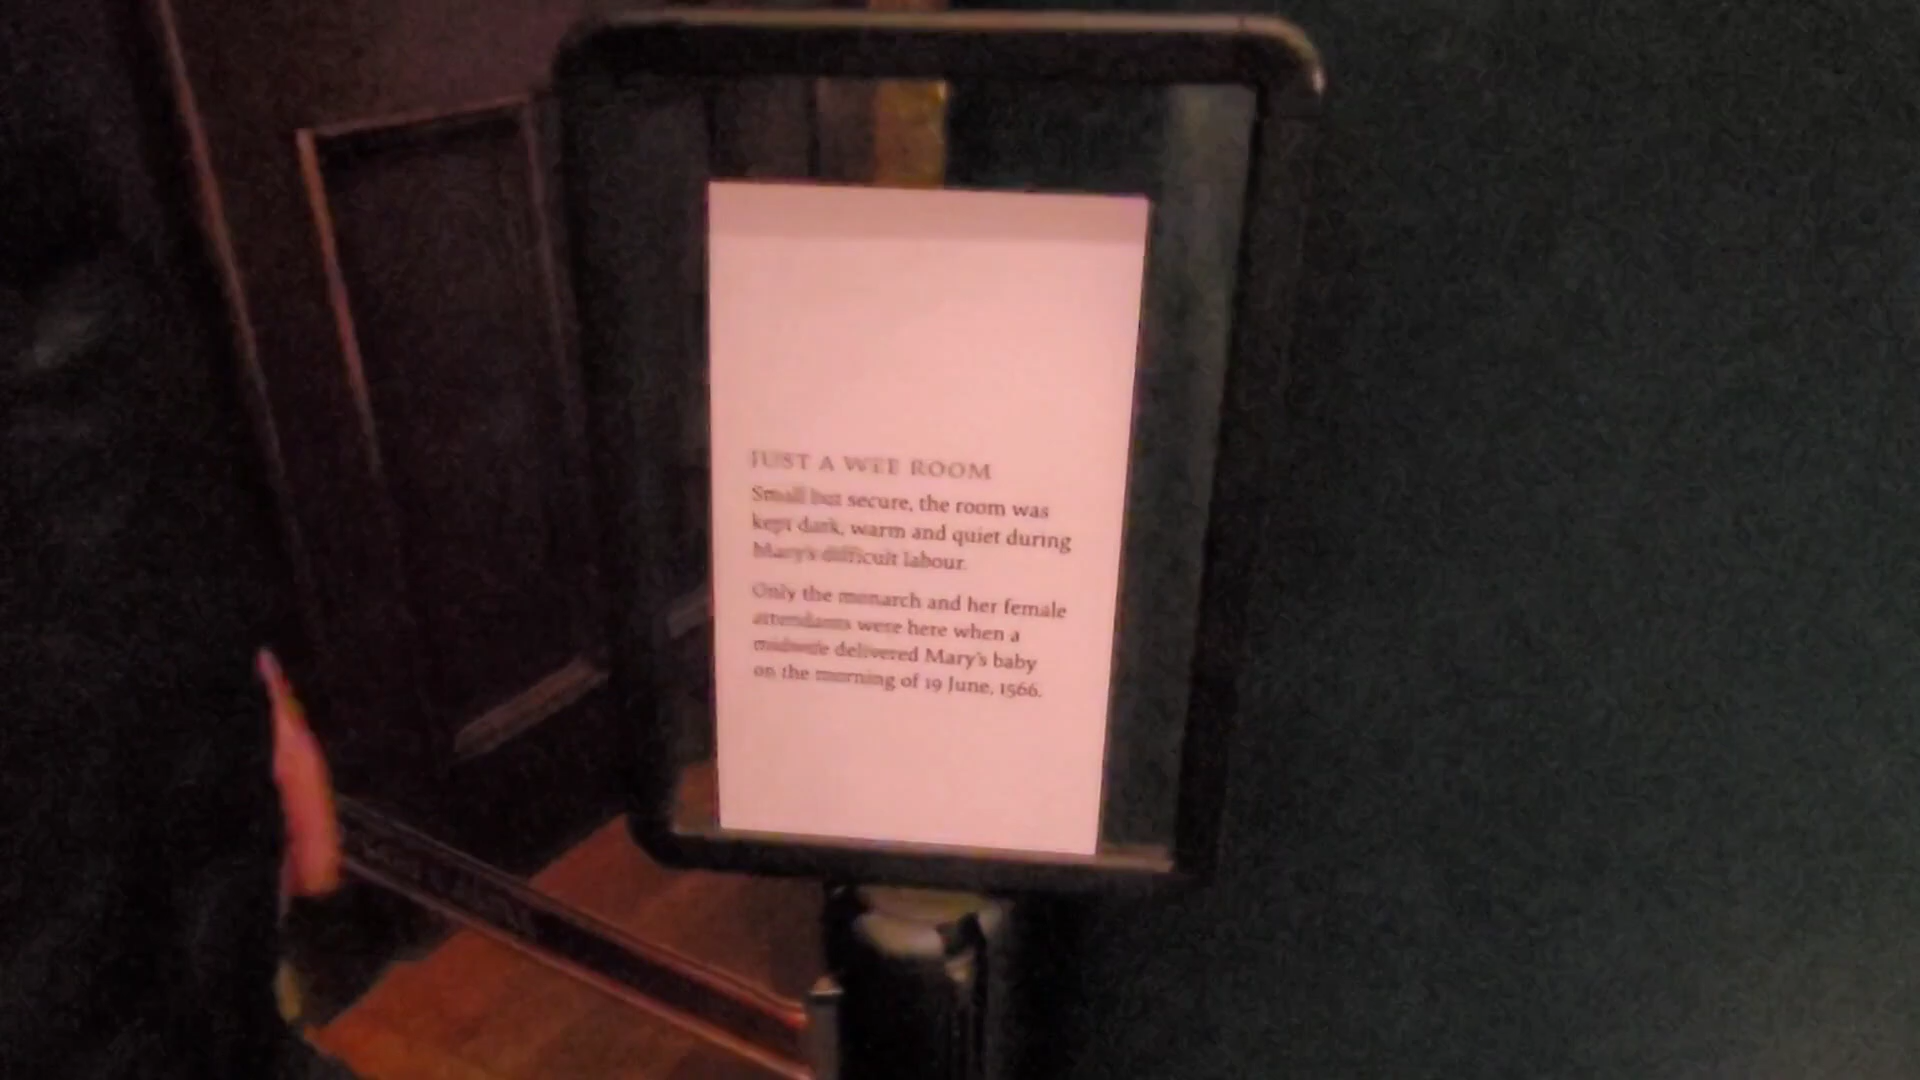 JUST A WEE ROOM
Small but secure, the room was
kept dark, warm and quiet during
Mary's difficult labour.
Only the monarch and her female
attendants were here when a
midwife delivered Mary's baby
on the morning of 19 June, 1566.